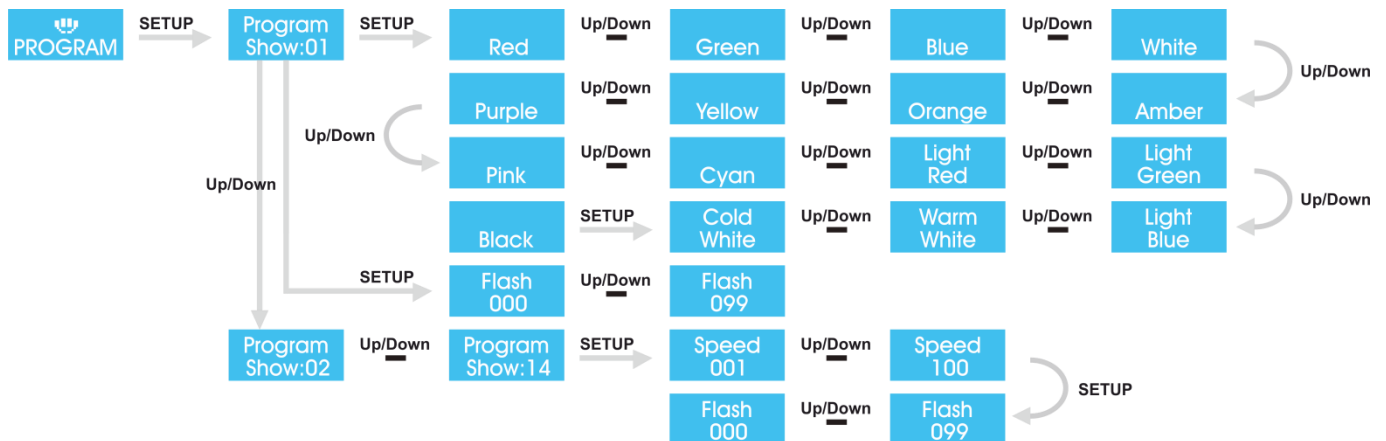 PROGRAM
SETUP
Program
Show:01
SETUP
Red
Up/Down
Green
Up/Down
Blue
Up/Down
White
Up/Down
Purple
Up/Down
Yellow
Up/Down
Orange
Up/Down
Amber
Up/Down
Pink
Up/Down
Cyan
Up/Down
Light
Red
Up/Down
Light
Green
Up/Down
Up/Down
Black
SETUP
Cold
White
Up/Down
Warm
White
Up/Down
Light
Blue
SETUP
Flash
000
Up/Down
Flash
099
Program
Show:02
Up/Down
Program
Show:14
SETUP
Speed
001
Up/Down
Speed
100
SETUP
Flash
000
Up/Down
Flash
099